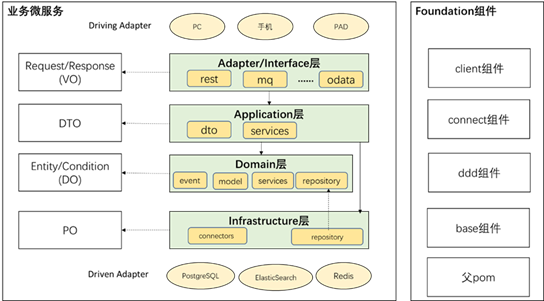 业务微服务
Driving Adapter
PC
手机
PAD
Request/Response
(VO)
Adapter/Interface层
rest
mq
......
odata
DTO
Application层
dto
services
Entity/Condition
(DO)
Domain层
event
model
services
repository
PO
Infrastructure层
connectors
repository
Driven Adapter
PostgreSQL
ElasticSearch
Redis
Foundation组件
client组件
connect组件
ddd组件
base组件
父pom